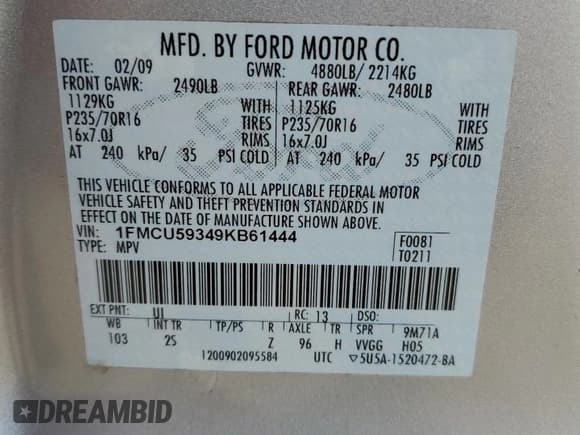 MFD. BY FORD MOTOR CO.
DATE: 02/09 GVWR: 4880LB/ 2214KG
FRONT GAWR: 2490LB REAR GAWR: 2480LB
1129KG WITH 1125KG WITH
P235/70R16 TIRES P235/70R16 TIRES
16x7.0J RIMS 16x7.0J RIMS
AT 240 kPa/ 35 PSI COLD AT 240 kPa/ 35 PSI COLD
THIS VEHICLE CONFORMS TO ALL APPLICABLE FEDERAL MOTOR
VEHICLE SAFETY AND THEFT PREVENTION STANDARDS IN
EFFECT ON THE DATE OF MANUFACTURE SHOWN ABOVE.
VIN: 1FMCU59349KB61444
TYPE: MPV
F0081
T0211
EXT PNT: UI RC: 13 DSO:
WB INT TR TP/PS R AXLE TR SPR 9M71A
103 2S Z 96 H VVGG H05
1200902095584 UTC ▽5U5A-1520472-BA
DREAMBID